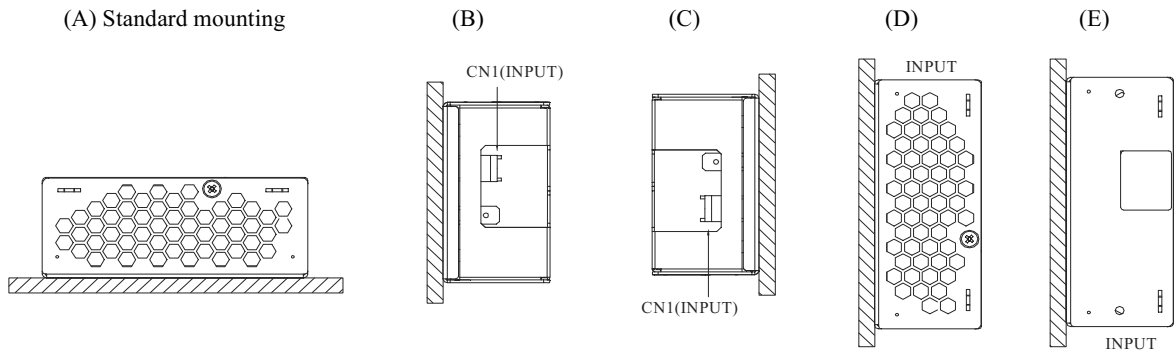 (A) Standard mounting
(B)
(C)
(D)
(E)
CN1(INPUT)
CN1(INPUT)
INPUT
INPUT